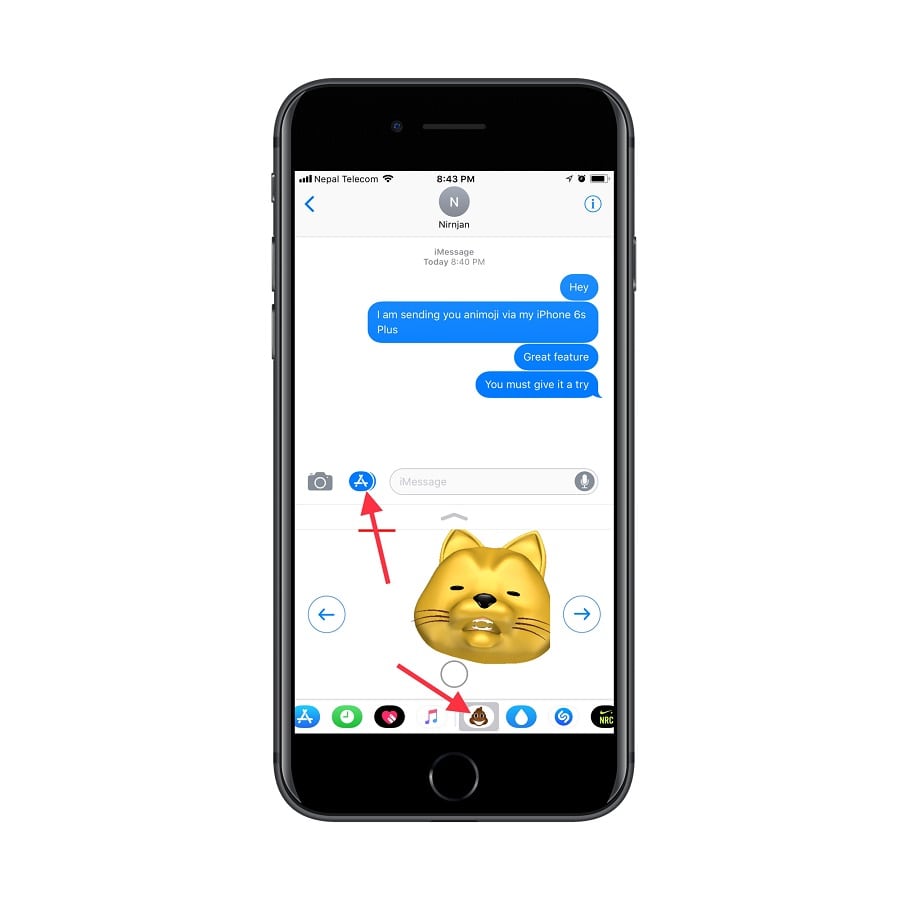 Nepal Telecom 8:43 PM
N
Nirnjan
iMessage
Today 8:40 PM
Hey
I am sending you animoji via my iPhone 6s
Plus
Great feature
You must give it a try
iMessage
NRC